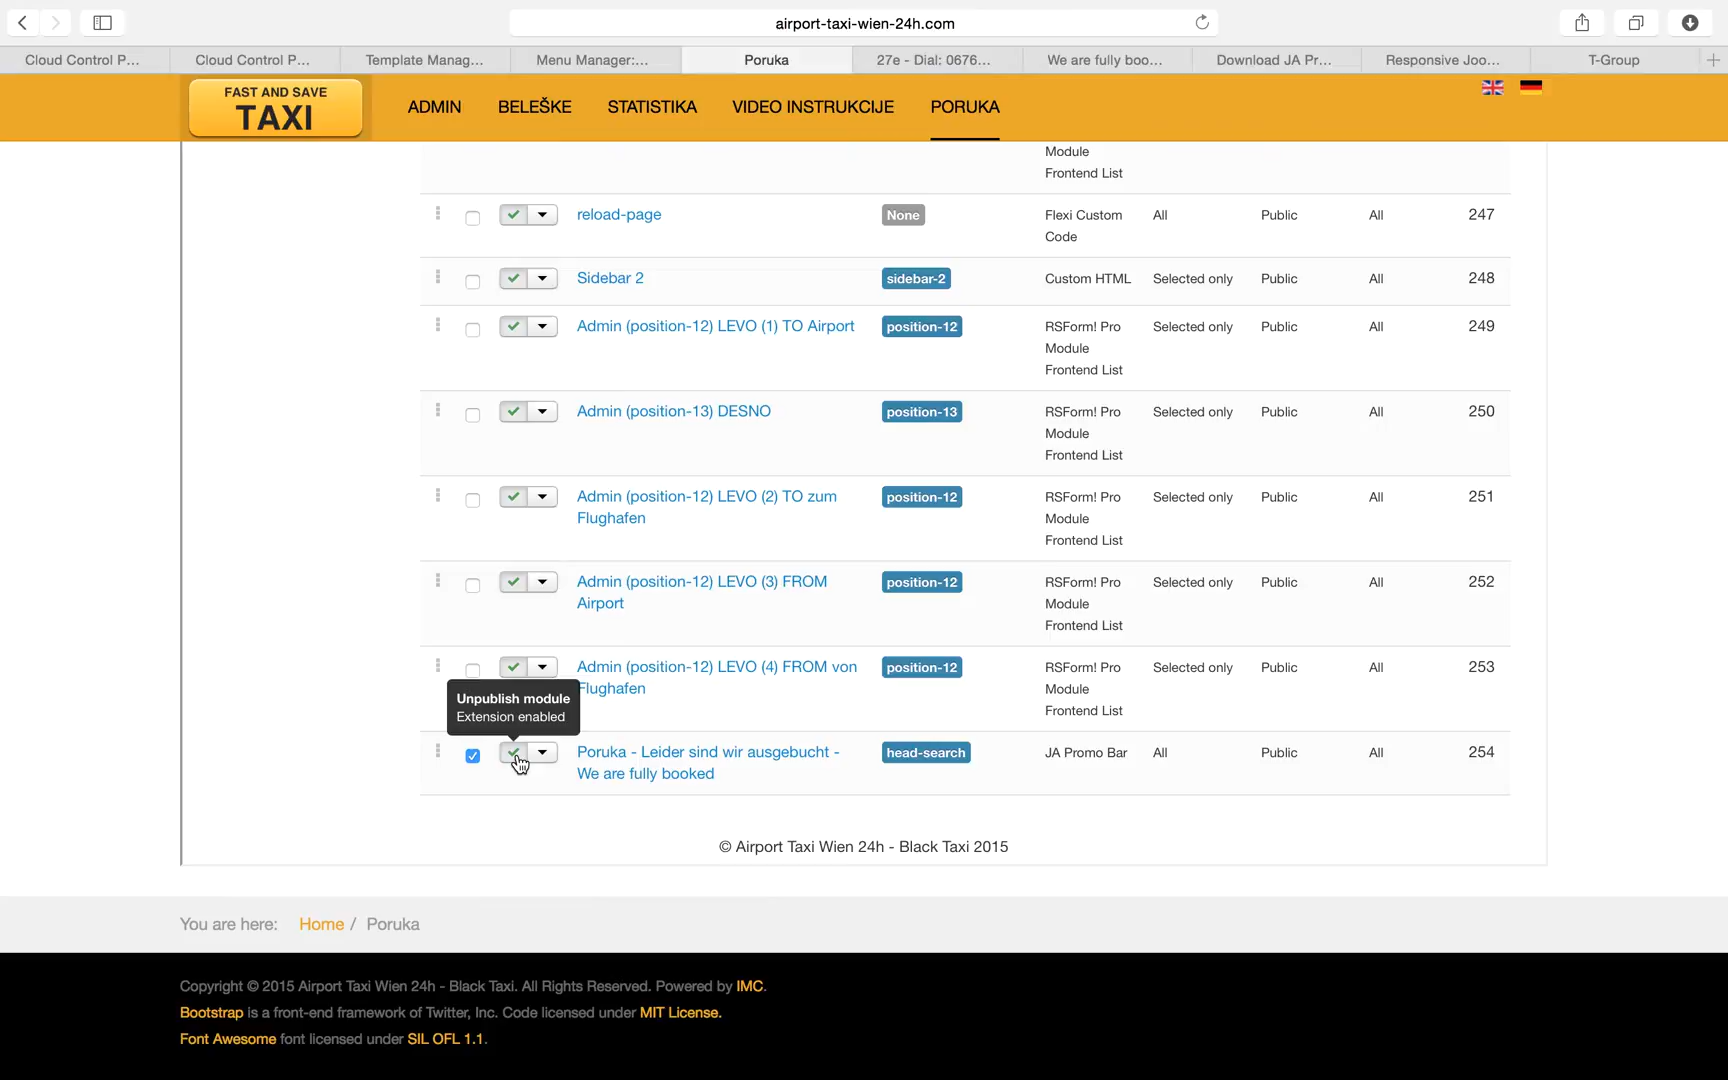 airport-taxi-wien-24h.com
Cloud Control P...
Cloud Control P...
Template Manag...
Menu Manager:...
Poruka
27e - Dial: 0676...
We are fully boo...
Download JA Pr...
Responsive Joo...
T-Group
FAST AND SAVE
TAXI
ADMIN
BELEŠKE
STATISTIKA
VIDEO INSTRUKCIJE
PORUKA
Module
Frontend List
reload-page
None
Flexi Custom
Code
All
Public
All
247
Sidebar 2
sidebar-2
Custom HTML
Selected only
Public
All
248
Admin (position-12) LEVO (1) TO Airport
position-12
RSForm! Pro
Module
Frontend List
Selected only
Public
All
249
Admin (position-13) DESNO
position-13
RSForm! Pro
Module
Frontend List
Selected only
Public
All
250
Admin (position-12) LEVO (2) TO zum
Flughafen
position-12
RSForm! Pro
Module
Frontend List
Selected only
Public
All
251
Admin (position-12) LEVO (3) FROM
Airport
position-12
RSForm! Pro
Module
Frontend List
Selected only
Public
All
252
Admin (position-12) LEVO (4) FROM von
Flughafen
position-12
RSForm! Pro
Module
Frontend List
Selected only
Public
All
253
Unpublish module
Extension enabled
Poruka - Leider sind wir ausgebucht -
We are fully booked
head-search
JA Promo Bar
All
Public
All
254
© Airport Taxi Wien 24h - Black Taxi 2015
You are here: Home / Poruka
Copyright © 2015 Airport Taxi Wien 24h - Black Taxi. All Rights Reserved. Powered by IMC.
Bootstrap is a front-end framework of Twitter, Inc. Code licensed under MIT License.
Font Awesome font licensed under SIL OFL 1.1.